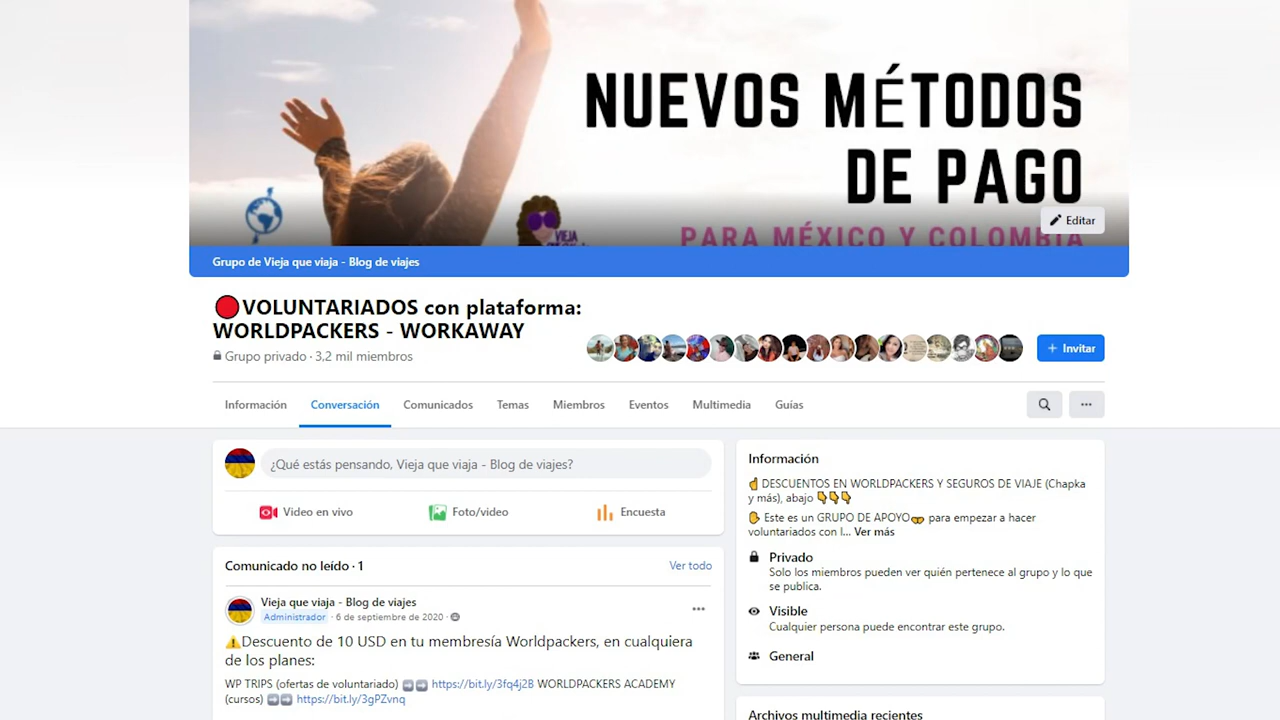 NUEVOS MÉTODOS
DE PAGO
PARA MÉXICO Y COLOMBIA
VIEJA
Editar
Grupo de Vieja que viaja - Blog de viajes
🔴VOLUNTARIADOS con plataforma:
WORLDPACKERS - WORKAWAY
Grupo privado · 3,2 mil miembros
+ Invitar
Información
Conversación
Comunicados
Temas
Miembros
Eventos
Multimedia
Guías
¿Qué estás pensando, Vieja que viaja - Blog de viajes?
Video en vivo
Foto/video
Encuesta
Comunicado no leído · 1
Ver todo
Vieja que viaja - Blog de viajes
Administrador · 6 de septiembre de 2020 ·
⚠️Descuento de 10 USD en tu membresía Worldpackers, en cualquiera
de los planes:
WP TRIPS (ofertas de voluntariado) ➡️➡️ https://bit.ly/3fq4j2B WORLDPACKERS ACADEMY
(cursos) ➡️➡️ https://bit.ly/3gPZvnq
Información
☝️DESCUENTOS EN WORLDPACKERS Y SEGUROS DE VIAJE (Chapka
y más), abajo 👇👇👇
✋ Este es un GRUPO DE APOYO🤝 para empezar a hacer
voluntariados con l... Ver más
Privado
Solo los miembros pueden ver quién pertenece al grupo y lo que
se publica.
Visible
Cualquier persona puede encontrar este grupo.
General
Archivos multimedia recientes